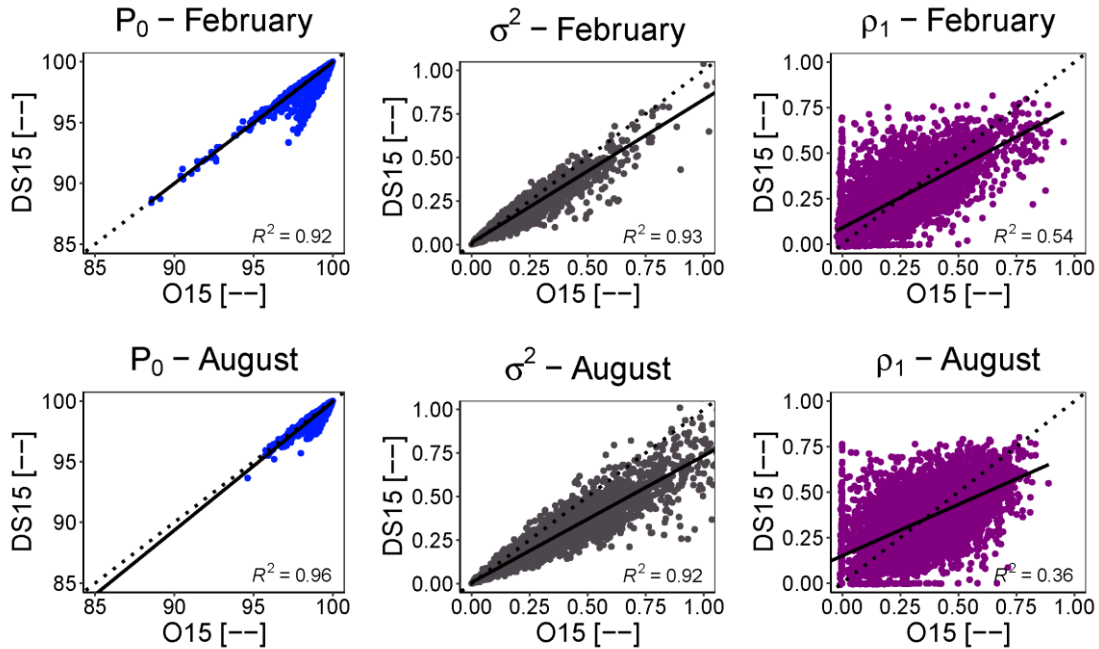 P₀ − February
DS15 [−−]
100
95
90
85
R² = 0.92
85 90 95 100
O15 [−−]
σ² − February
DS15 [−−]
1.00
0.75
0.50
0.25
0.00
R² = 0.93
0.00 0.25 0.50 0.75 1.00
O15 [−−]
ρ₁ − February
DS15 [−−]
1.00
0.75
0.50
0.25
0.00
R² = 0.54
0.00 0.25 0.50 0.75 1.00
O15 [−−]
P₀ − August
DS15 [−−]
100
95
90
85
R² = 0.96
85 90 95 100
O15 [−−]
σ² − August
DS15 [−−]
1.00
0.75
0.50
0.25
0.00
R² = 0.92
0.00 0.25 0.50 0.75 1.00
O15 [−−]
ρ₁ − August
DS15 [−−]
1.00
0.75
0.50
0.25
0.00
R² = 0.36
0.00 0.25 0.50 0.75 1.00
O15 [−−]